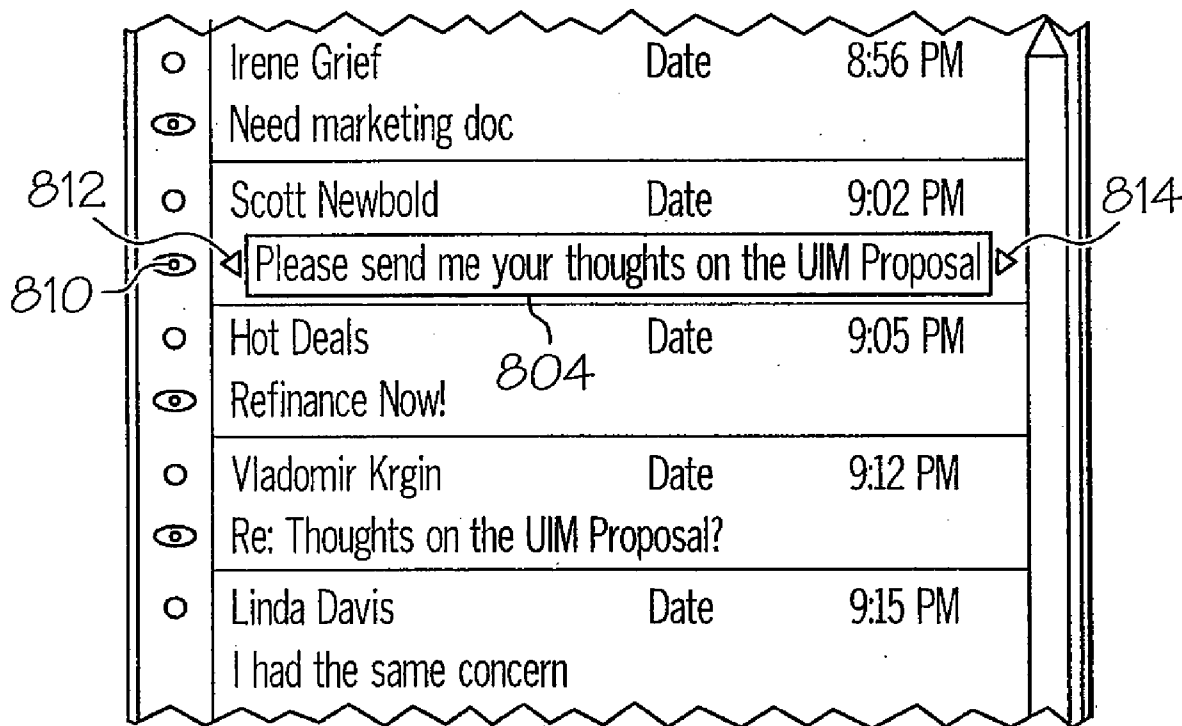 Irene Grief Date 8:56 PM
Need marketing doc
812 Scott Newbold Date 9:02 PM 814
810 Please send me your thoughts on the UIM Proposal
Hot Deals Date 9:05 PM
804
Refinance Now!
Vladomir Krgin Date 9:12 PM
Re: Thoughts on the UIM Proposal?
Linda Davis Date 9:15 PM
I had the same concern